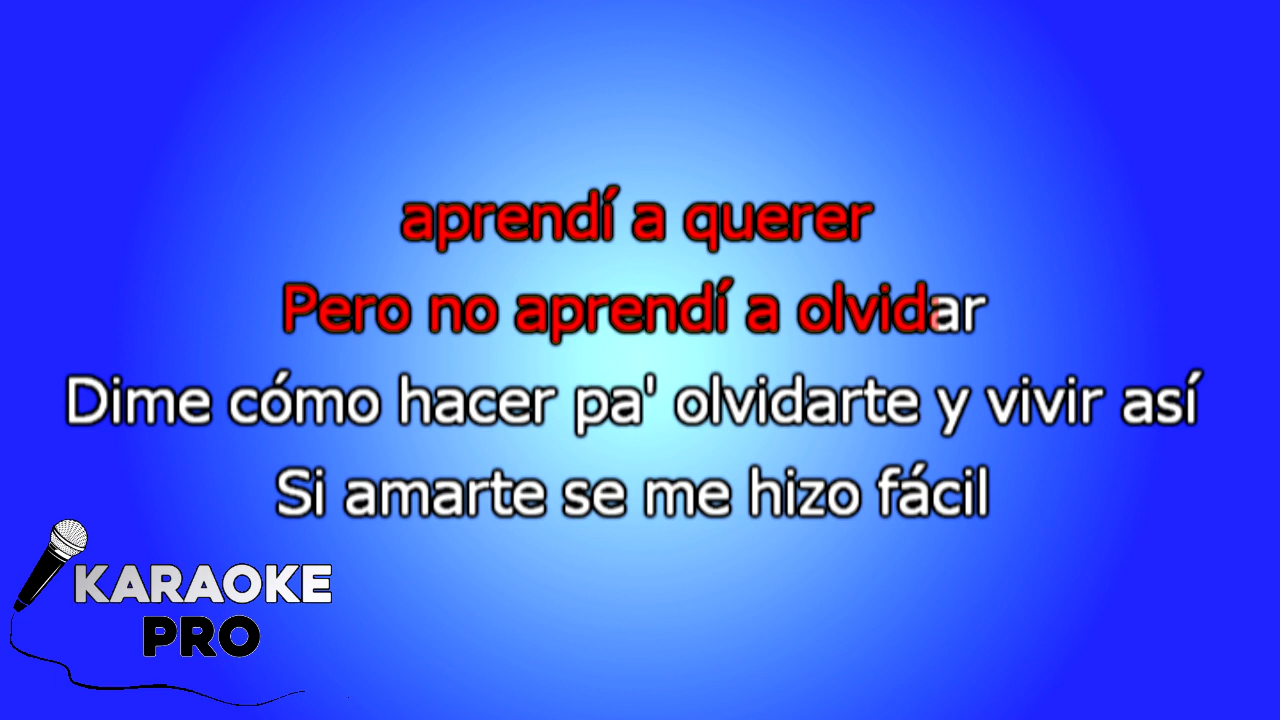 aprendí a querer
Pero no aprendí a olvidar
Dime cómo hacer pa' olvidarte y vivir así
Si amarte se me hizo fácil
KARAOKE
PRO